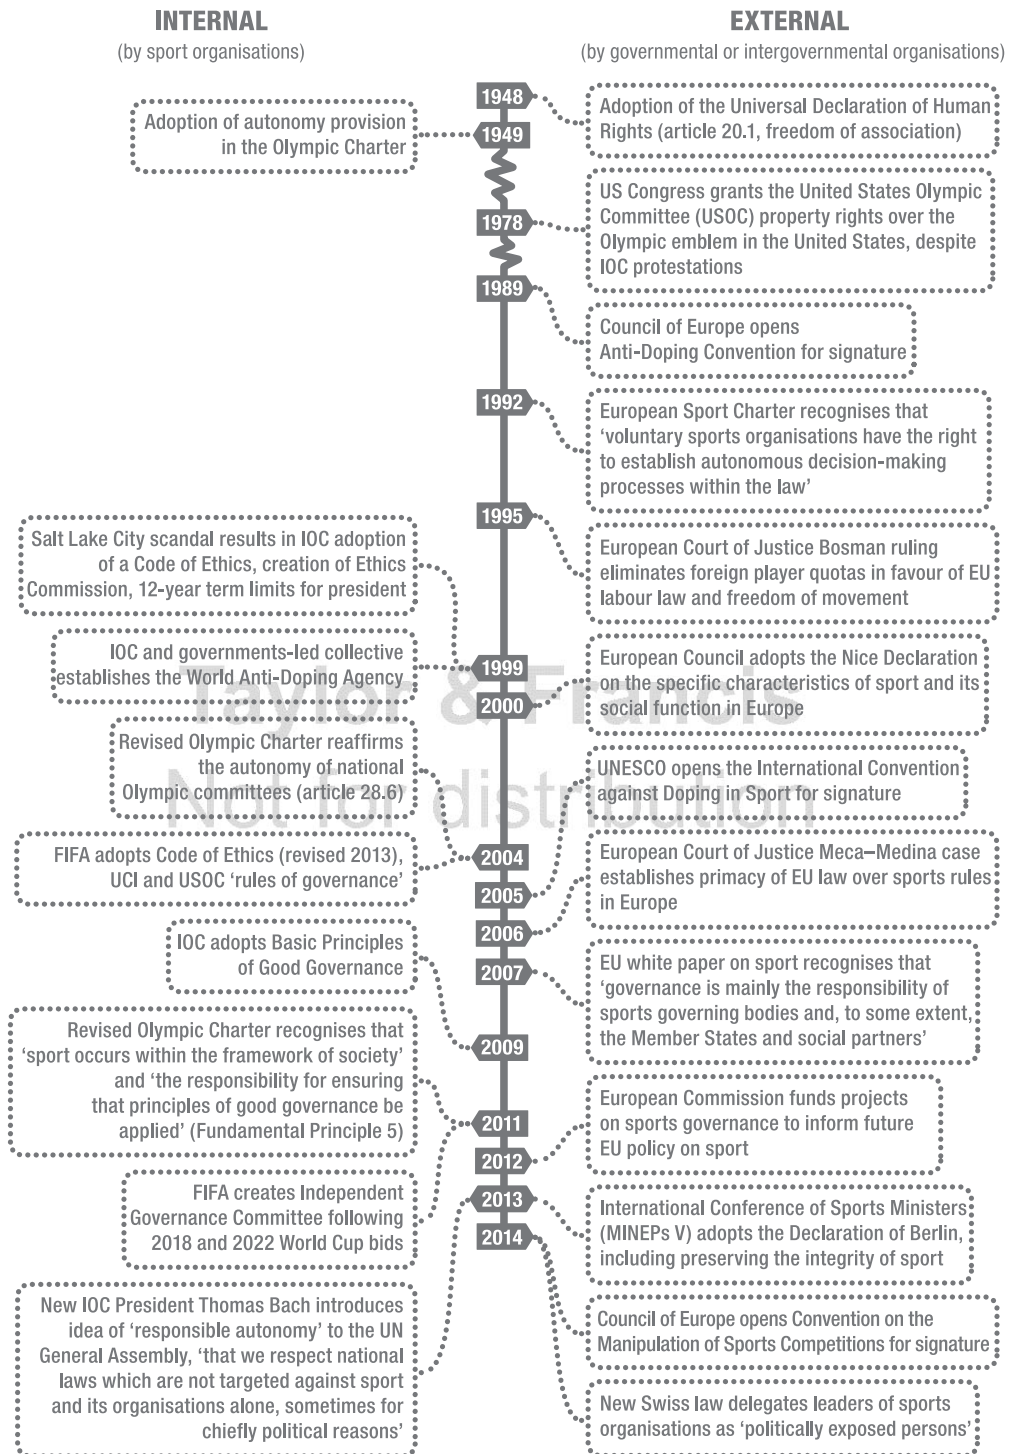 INTERNAL
(by sport organisations)
EXTERNAL
(by governmental or intergovernmental organisations)
1948
Adoption of the Universal Declaration of Human
Rights (article 20.1, freedom of association)
Adoption of autonomy provision
in the Olympic Charter
1949
US Congress grants the United States Olympic
Committee (USOC) property rights over the
Olympic emblem in the United States, despite
IOC protestations
1978
1989
Council of Europe opens
Anti-Doping Convention for signature
1992
European Sport Charter recognises that
‘voluntary sports organisations have the right
to establish autonomous decision-making
processes within the law’
1995
European Court of Justice Bosman ruling
eliminates foreign player quotas in favour of EU
labour law and freedom of movement
Salt Lake City scandal results in IOC adoption
of a Code of Ethics, creation of Ethics
Commission, 12-year term limits for president
IOC and governments-led collective
establishes the World Anti-Doping Agency
1999
2000
European Council adopts the Nice Declaration
on the specific characteristics of sport and its
social function in Europe
Taylor & Francis
Not for distribution
Revised Olympic Charter reaffirms
the autonomy of national
Olympic committees (article 28.6)
UNESCO opens the International Convention
against Doping in Sport for signature
FIFA adopts Code of Ethics (revised 2013),
UCI and USOC ‘rules of governance’
2004
2005
European Court of Justice Meca–Medina case
establishes primacy of EU law over sports rules
in Europe
2006
IOC adopts Basic Principles
of Good Governance
2007
EU white paper on sport recognises that
‘governance is mainly the responsibility of
sports governing bodies and, to some extent,
the Member States and social partners’
2009
Revised Olympic Charter recognises that
‘sport occurs within the framework of society’
and ‘the responsibility for ensuring
that principles of good governance be
applied’ (Fundamental Principle 5)
2011
European Commission funds projects
on sports governance to inform future
EU policy on sport
2012
FIFA creates Independent
Governance Committee following
2018 and 2022 World Cup bids
2013
International Conference of Sports Ministers
(MINEPs V) adopts the Declaration of Berlin,
including preserving the integrity of sport
2014
New IOC President Thomas Bach introduces
idea of ‘responsible autonomy’ to the UN
General Assembly, ‘that we respect national
laws which are not targeted against sport
and its organisations alone, sometimes for
chiefly political reasons’
Council of Europe opens Convention on the
Manipulation of Sports Competitions for signature
New Swiss law delegates leaders of sports
organisations as ‘politically exposed persons’